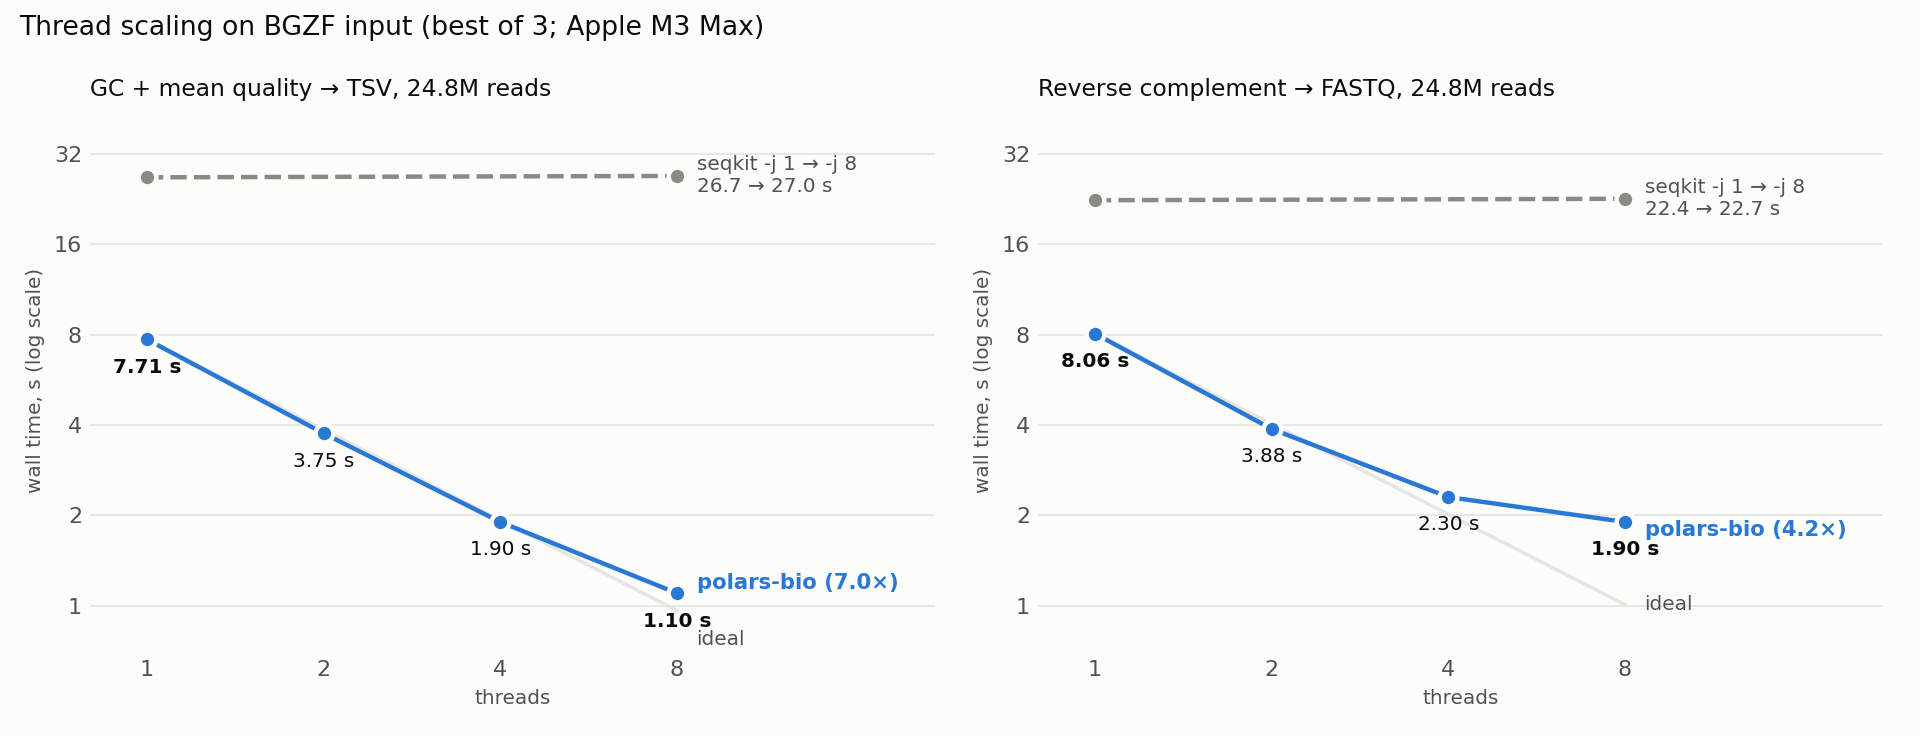 Thread scaling on BGZF input (best of 3; Apple M3 Max)
GC + mean quality → TSV, 24.8M reads
32
16
8
4
2
1
wall time, s (log scale)
seqkit -j 1 → -j 8
26.7 → 27.0 s
7.71 s
3.75 s
1.90 s
polars-bio (7.0×)
1.10 s
ideal
1
2
4
8
threads
Reverse complement → FASTQ, 24.8M reads
32
16
8
4
2
1
wall time, s (log scale)
seqkit -j 1 → -j 8
22.4 → 22.7 s
8.06 s
3.88 s
2.30 s
polars-bio (4.2×)
1.90 s
ideal
1
2
4
8
threads